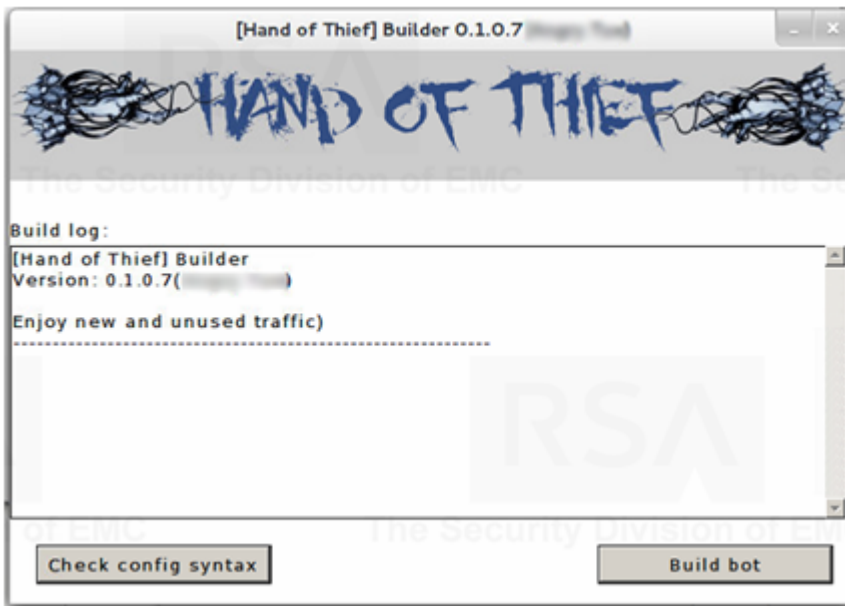 [Hand of Thief] Builder 0.1.0.7
HAND OF THIEF
RSA
The Security Division of EMC
The Se
Build log:
[Hand of Thief] Builder
Version: 0.1.0.7(
)
Enjoy new and unused traffic)
------------------------------------------------------------
RSA
of EMC
The Security Division of EM
Check config syntax
Build bot